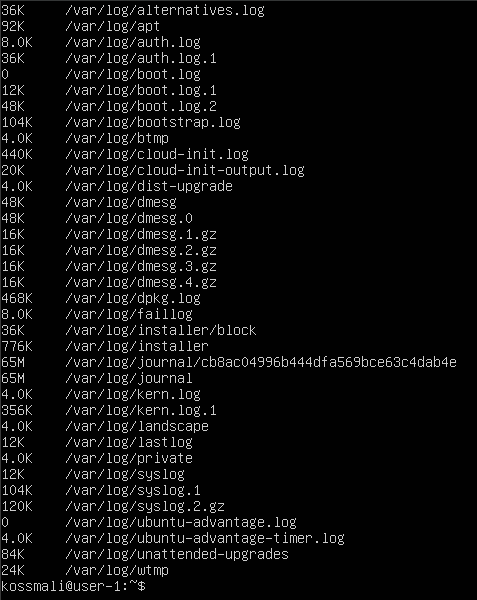 36K     /var/log/alternatives.log
92K     /var/log/apt
8.0K    /var/log/auth.log
36K     /var/log/auth.log.1
0       /var/log/boot.log
12K     /var/log/boot.log.1
48K     /var/log/boot.log.2
104K    /var/log/bootstrap.log
4.0K    /var/log/btmp
440K    /var/log/cloud-init.log
20K     /var/log/cloud-init-output.log
4.0K    /var/log/dist-upgrade
48K     /var/log/dmesg
48K     /var/log/dmesg.0
16K     /var/log/dmesg.1.gz
16K     /var/log/dmesg.2.gz
16K     /var/log/dmesg.3.gz
16K     /var/log/dmesg.4.gz
468K    /var/log/dpkg.log
8.0K    /var/log/faillog
36K     /var/log/installer/block
776K    /var/log/installer
65M     /var/log/journal/cb8ac04996b444dfa569bce63c4dab4e
65M     /var/log/journal
4.0K    /var/log/kern.log
356K    /var/log/kern.log.1
4.0K    /var/log/landscape
12K     /var/log/lastlog
4.0K    /var/log/private
12K     /var/log/syslog
104K    /var/log/syslog.1
120K    /var/log/syslog.2.gz
0       /var/log/ubuntu-advantage.log
4.0K    /var/log/ubuntu-advantage-timer.log
84K     /var/log/unattended-upgrades
24K     /var/log/wtmp
kossmali@user-1:~$